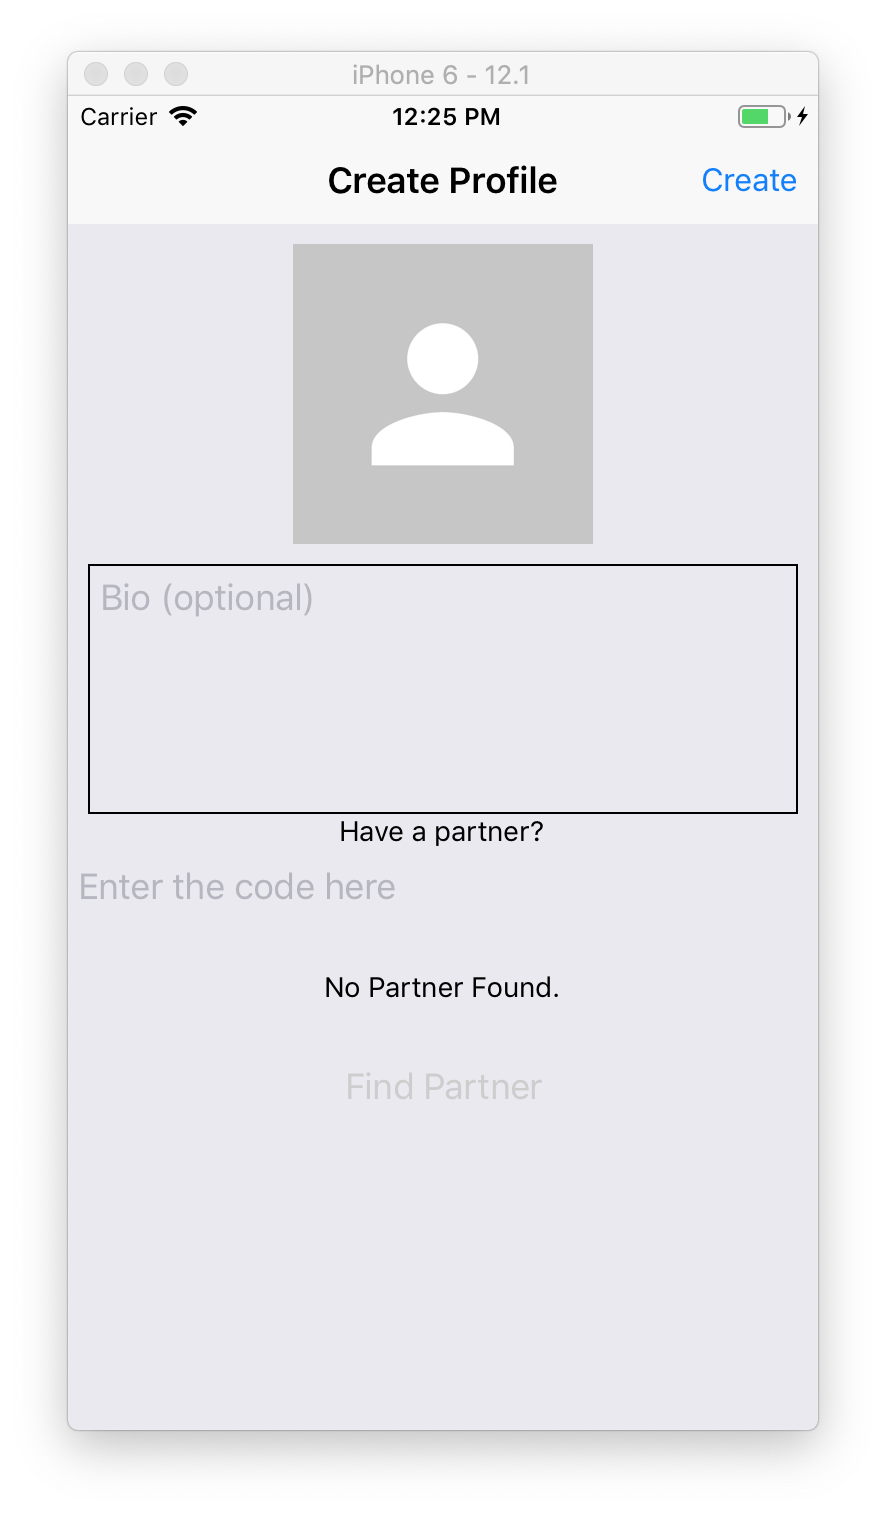 iPhone 6 - 12.1
Carrier 12:25 PM
Create Profile Create
Bio (optional)
Have a partner?
Enter the code here
No Partner Found.
Find Partner